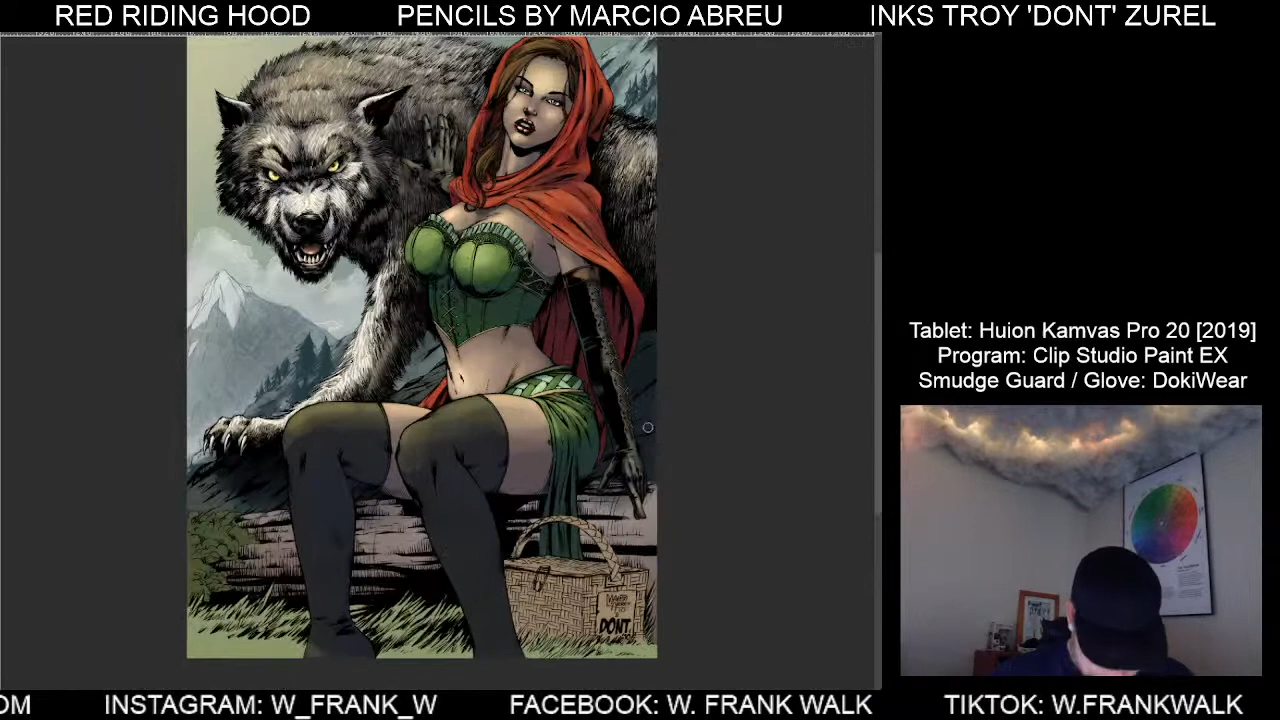 RED RIDING HOOD PENCILS BY MARCIO ABREU INKS TROY 'DONT' ZUREL
Tablet: Huion Kamvas Pro 20 [2019]
Program: Clip Studio Paint EX
Smudge Guard / Glove: DokiWear
DONT
OM INSTAGRAM: W_FRANK_W FACEBOOK: W. FRANK WALK TIKTOK: W.FRANKWALK